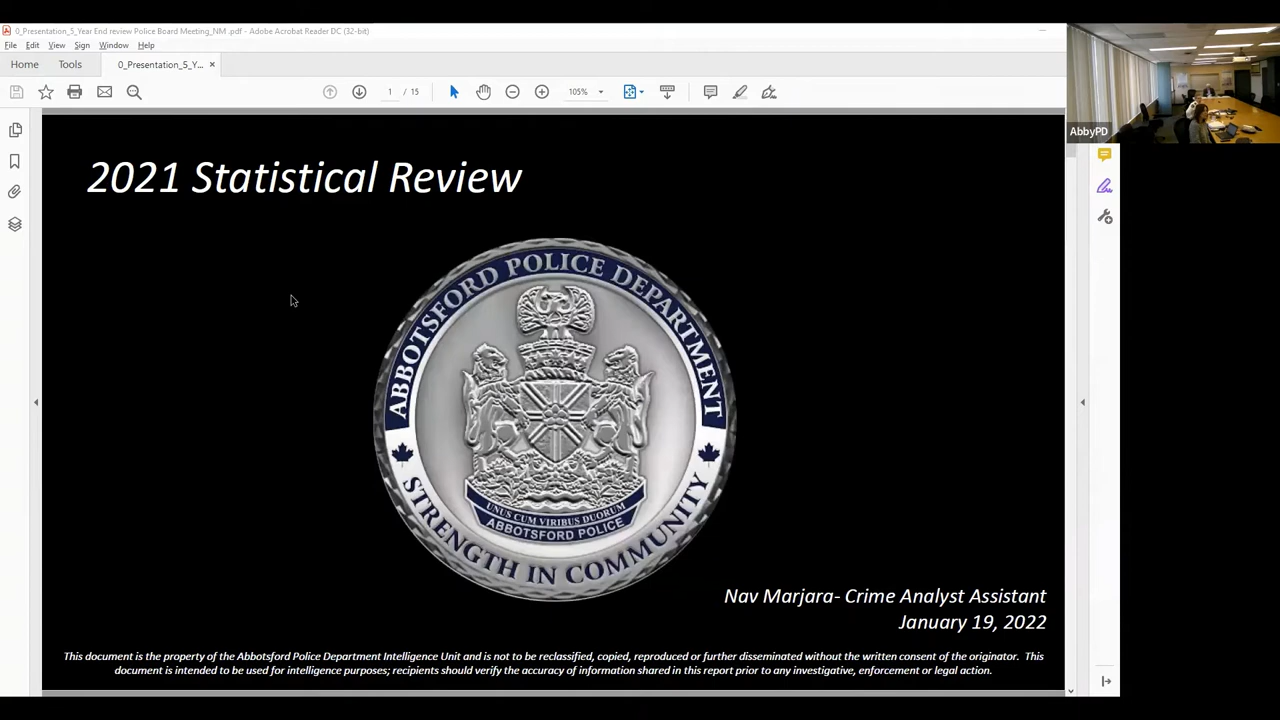 0_Presentation_5_Year End review Police Board Meeting_NM .pdf - Adobe Acrobat Reader DC (32-bit)
File Edit View Sign Window Help
Home Tools 0_Presentation_5_Y... ×
1 / 15 105%
AbbyPD
2021 Statistical Review
ABBOTSFORD POLICE DEPARTMENT
UNUS CUM VIRIBUS DUORUM
ABBOTSFORD POLICE
STRENGTH IN COMMUNITY
Nav Marjara- Crime Analyst Assistant
January 19, 2022
This document is the property of the Abbotsford Police Department Intelligence Unit and is not to be reclassified, copied, reproduced or further disseminated without the written consent of the originator. This
document is intended to be used for intelligence purposes; recipients should verify the accuracy of information shared in this report prior to any investigative, enforcement or legal action.